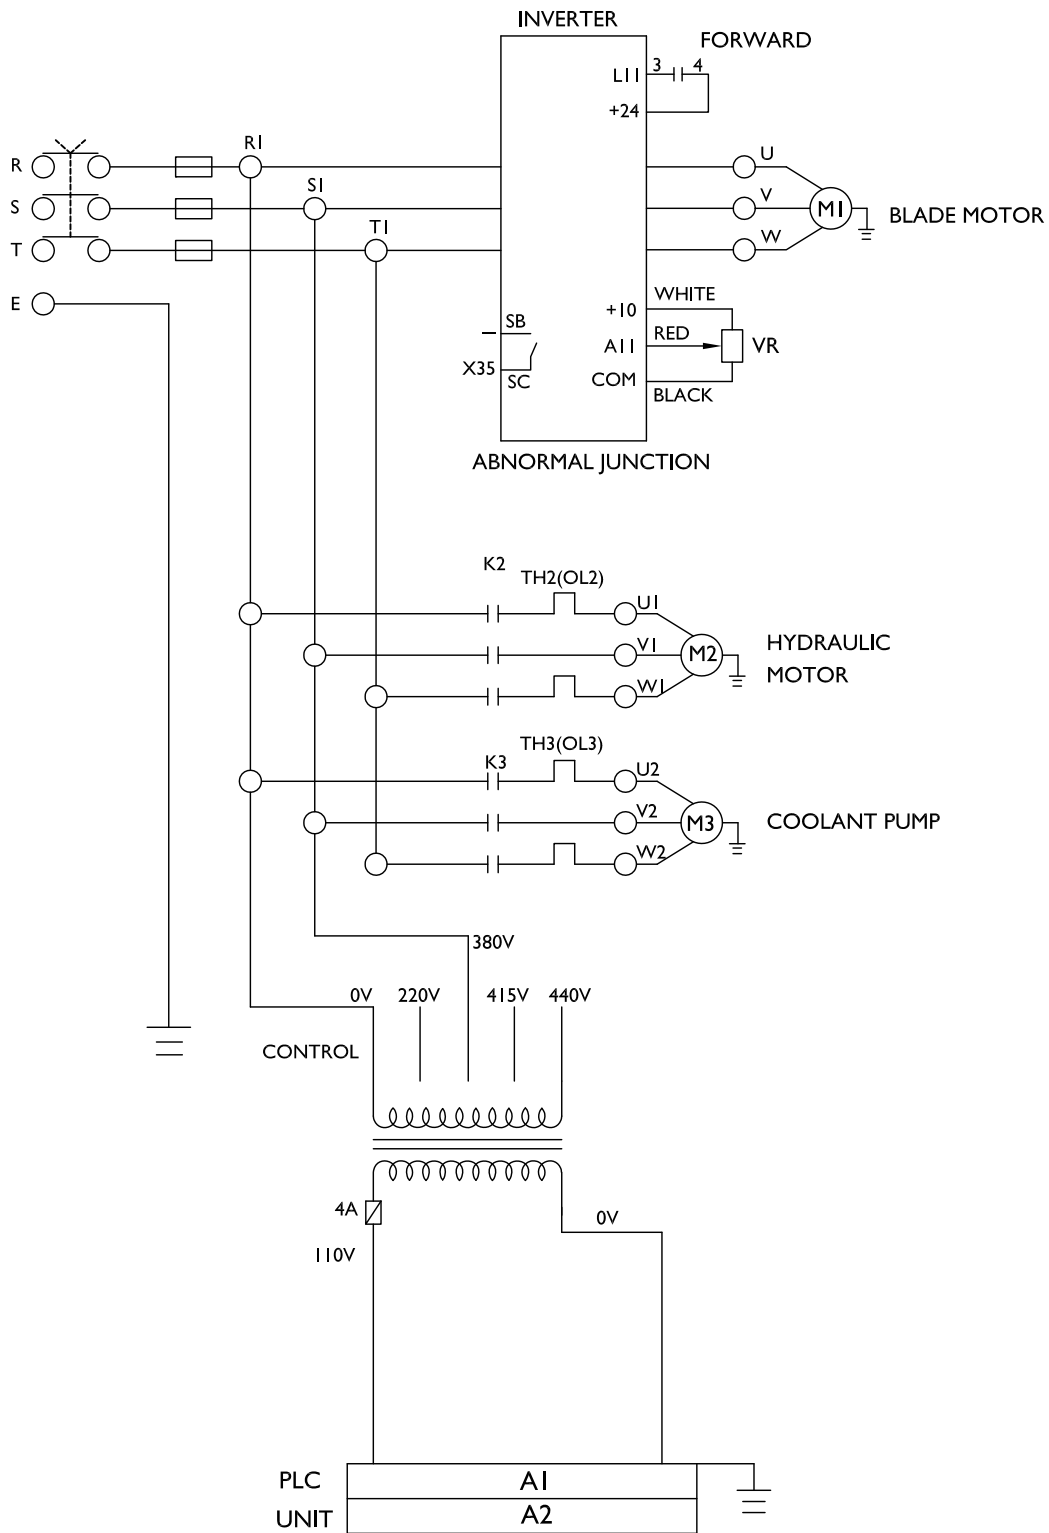 INVERTER
FORWARD
L11 3 4
+24
R R1 U
S S1 V M1 BLADE MOTOR
T T1 W
E
+10 WHITE
SB
A11 RED VR
X35
SC COM
BLACK
ABNORMAL JUNCTION
K2 TH2(OL2)
U1
V1 M2 HYDRAULIC
MOTOR
W1
TH3(OL3)
K3 U2
V2 M3 COOLANT PUMP
W2
380V
0V 220V 415V 440V
CONTROL
4A
0V
110V
PLC A1
UNIT A2